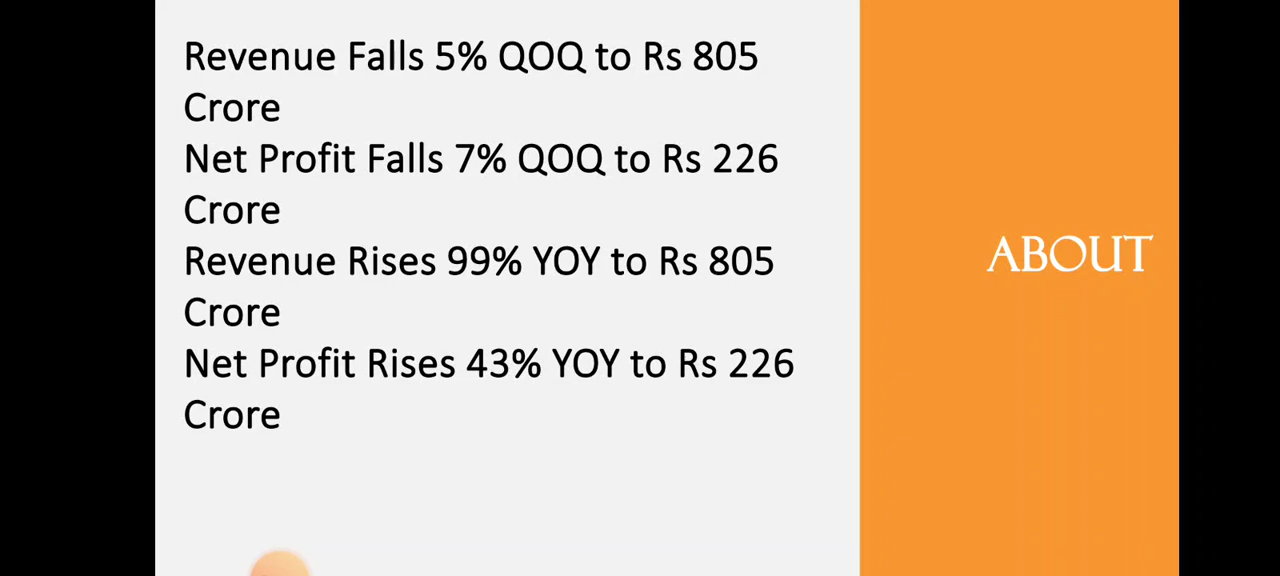 Revenue Falls 5% QOQ to Rs 805
Crore
Net Profit Falls 7% QOQ to Rs 226
Crore
Revenue Rises 99% YOY to Rs 805
Crore
Net Profit Rises 43% YOY to Rs 226
Crore
ABOUT